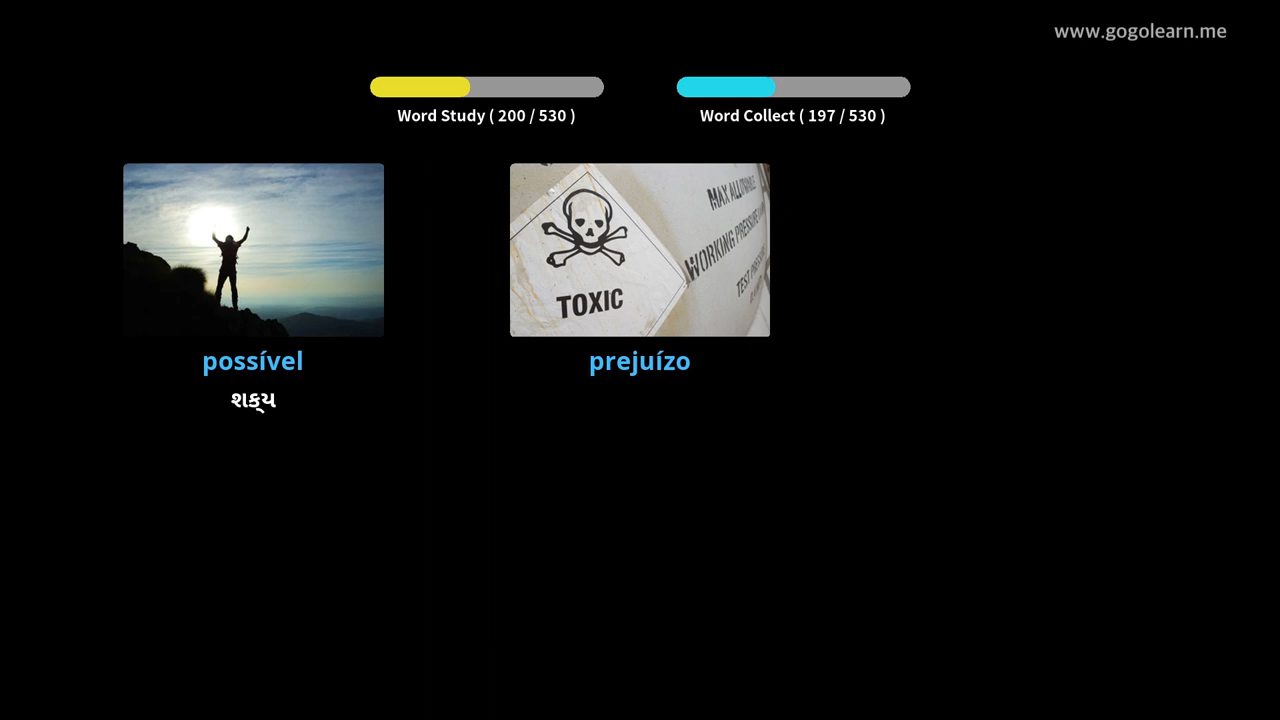 www.gogolearn.me
Word Study ( 200 / 530 )
Word Collect ( 197 / 530 )
TOXIC
MAX ALLOWABLE
WORKING PRESSURE
TEST PRESSURE
possível
prejuízo
શક્ય